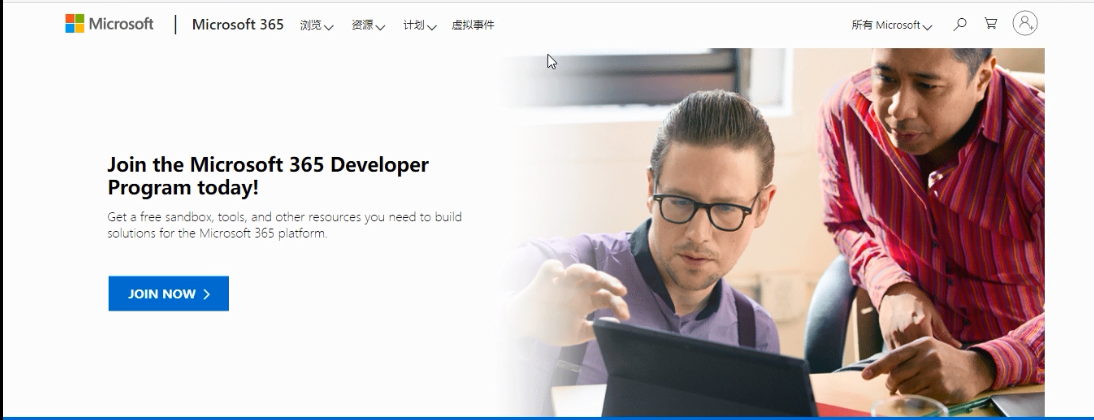 Microsoft
Microsoft 365
浏览
资源
计划
虚拟事件
所有 Microsoft
Join the Microsoft 365 Developer
Program today!
Get a free sandbox, tools, and other resources you need to build
solutions for the Microsoft 365 platform.
JOIN NOW